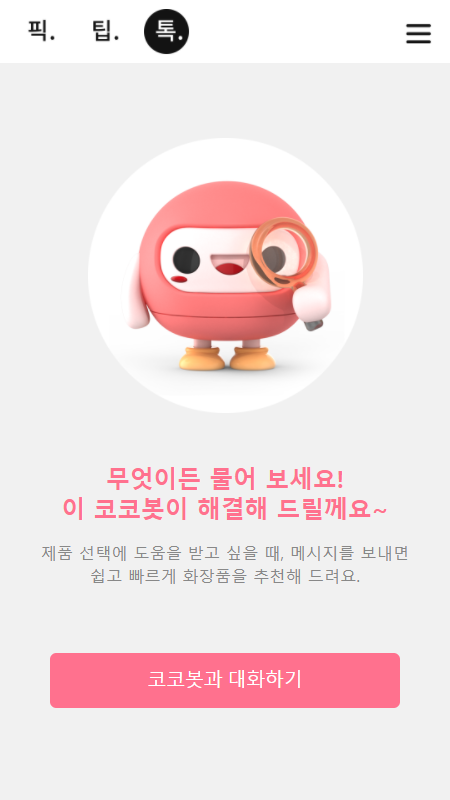 픽. 팁. 톡.
무엇이든 물어 보세요!
이 코코봇이 해결해 드릴께요~
제품 선택에 도움을 받고 싶을 때, 메시지를 보내면
쉽고 빠르게 화장품을 추천해 드려요.
코코봇과 대화하기